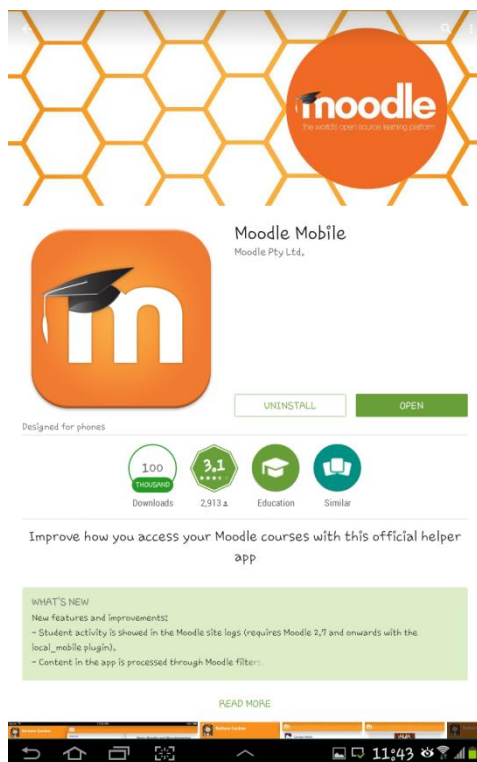 moodle
the world's open source learning platform
Moodle Mobile
Moodle Pty Ltd.
m
UNINSTALL
OPEN
Designed for phones
100
THOUSAND
3.1
Downloads
2,913
Education
Similar
Improve how you access your Moodle courses with this official helper
app
WHAT'S NEW
New features and improvements:
- Student activity is showed in the Moodle site logs (requires Moodle 2.7 and onwards with the
local_mobile plugin).
- Content in the app is processed through Moodle filters
READ MORE
11:43